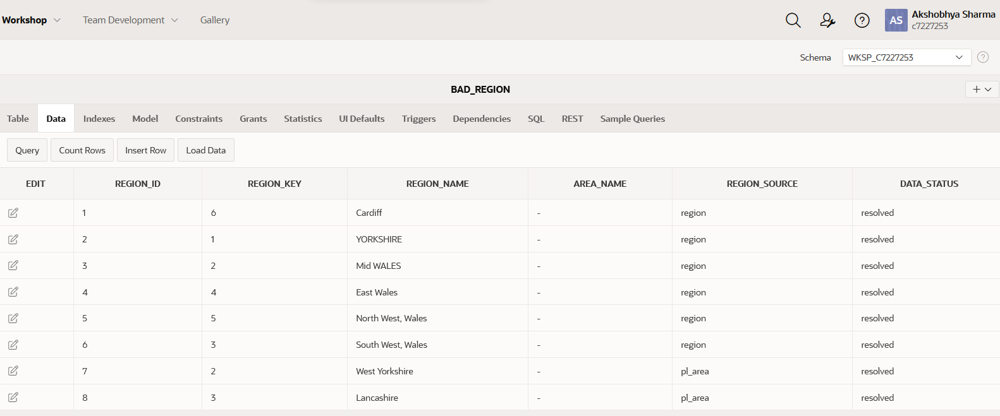 Workshop Team Development Gallery ? AS Akshobhya Sharma
c7227253
Schema WKSP_C7227253 ?
BAD_REGION
Table Data Indexes Model Constraints Grants Statistics UI Defaults Triggers Dependencies SQL REST Sample Queries
Query Count Rows Insert Row Load Data
EDIT REGION_ID REGION_KEY REGION_NAME AREA_NAME REGION_SOURCE DATA_STATUS
1 6 Cardiff - region resolved
2 1 YORKSHIRE - region resolved
3 2 Mid WALES - region resolved
4 4 East Wales - region resolved
5 5 North West, Wales - region resolved
6 3 South West, Wales - region resolved
7 2 West Yorkshire - pl_area resolved
8 3 Lancashire - pl_area resolved